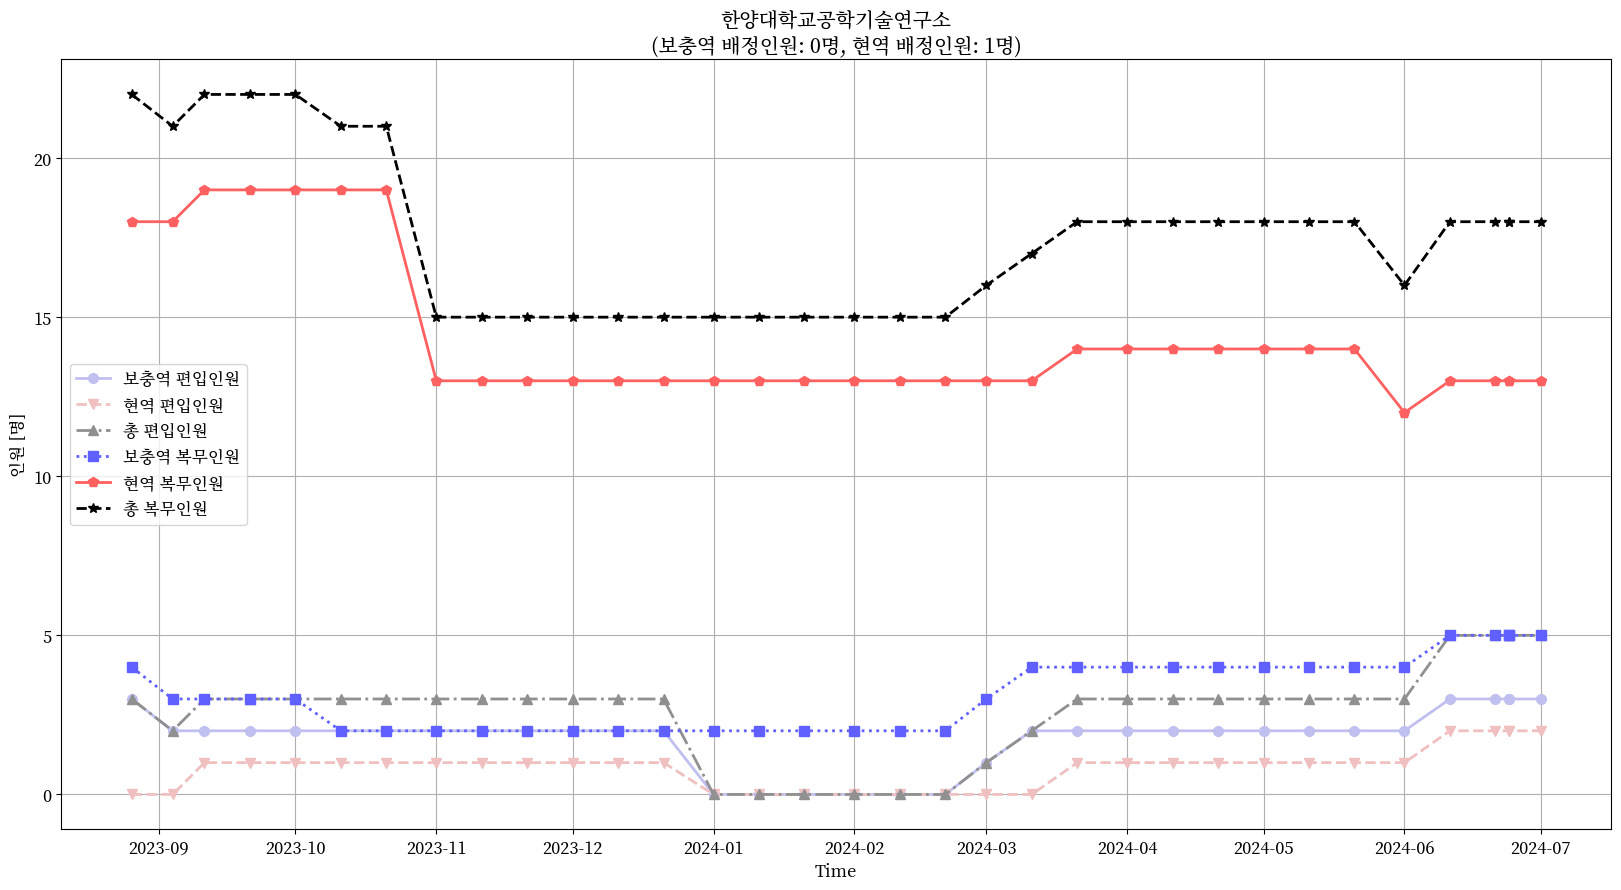 한양대학교공학기술연구소
(보충역 배정인원: 0명, 현역 배정인원: 1명)
20
15
10
5
0
인원 [명]
보충역 편입인원
현역 편입인원
총 편입인원
보충역 복무인원
현역 복무인원
총 복무인원
2023-09 2023-10 2023-11 2023-12 2024-01 2024-02 2024-03 2024-04 2024-05 2024-06 2024-07
Time